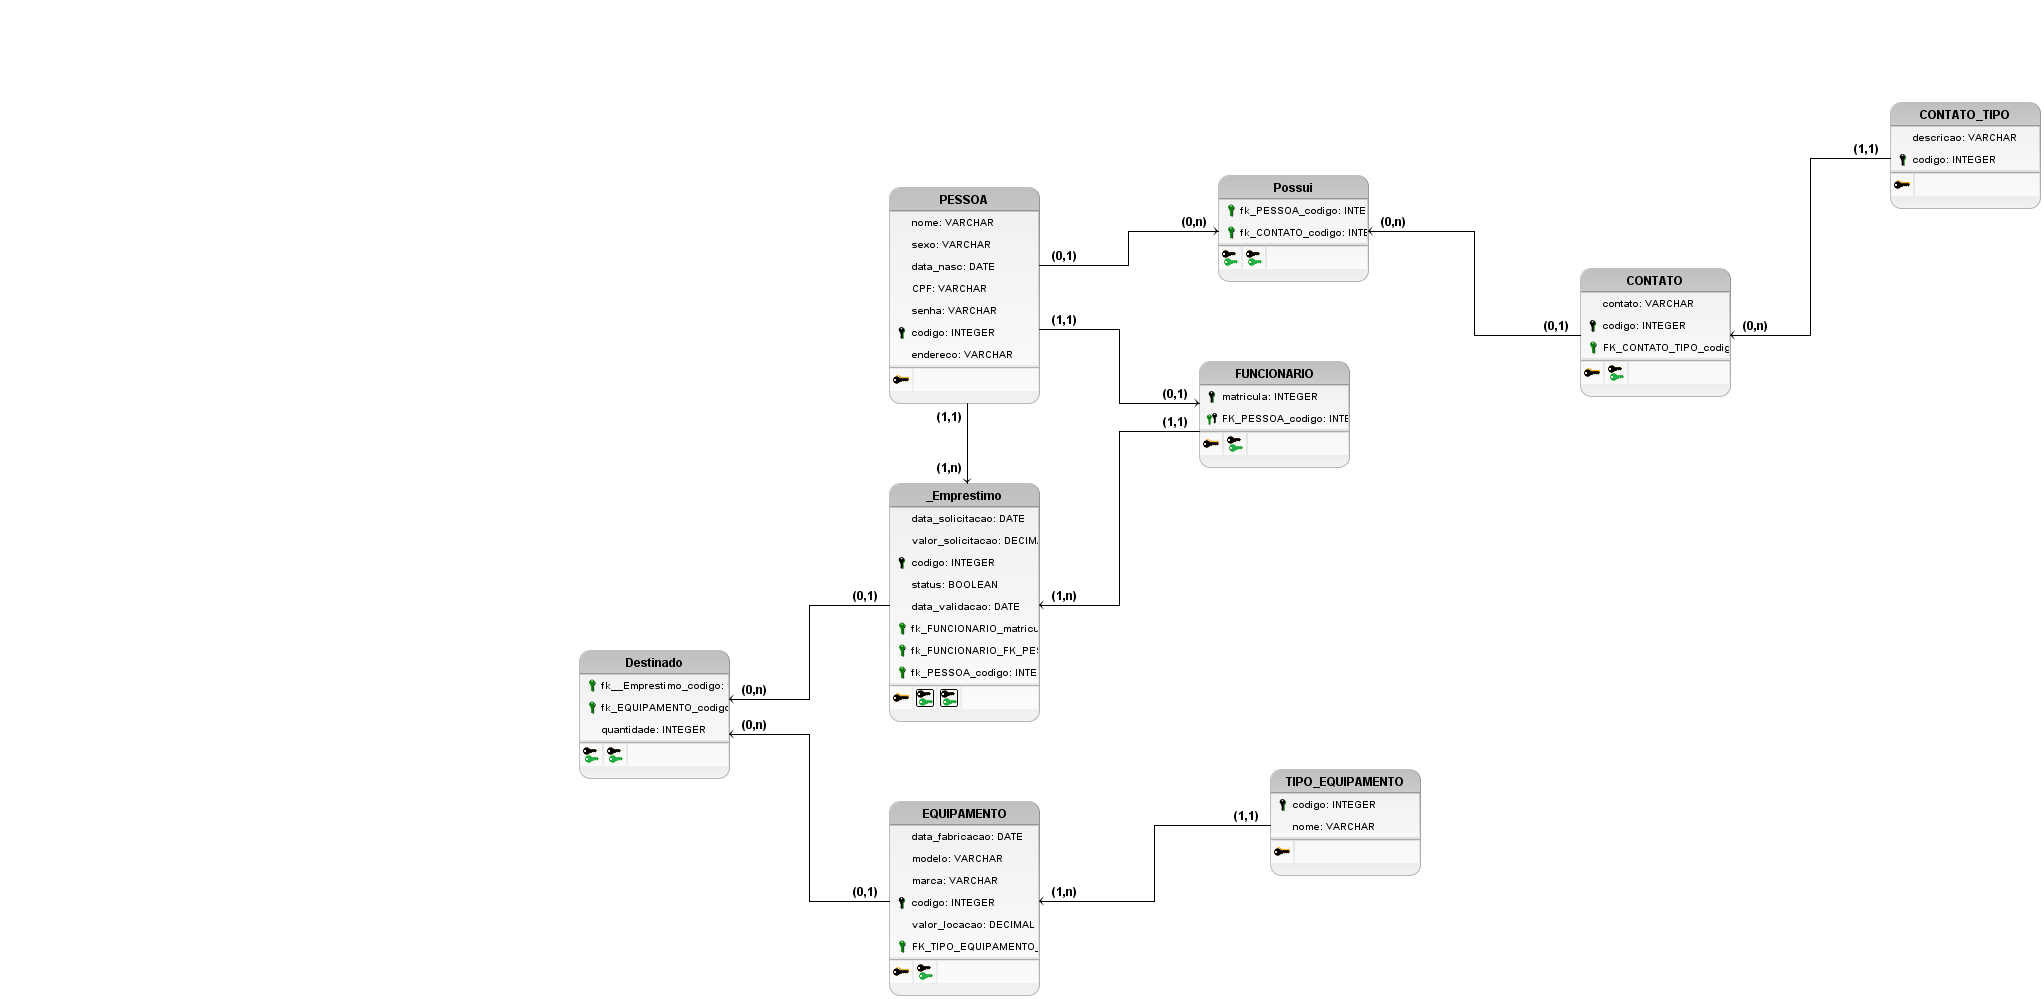 CONTATO_TIPO
descricao: VARCHAR
codigo: INTEGER
(1,1)
Possui
fk_PESSOA_codigo: INTE
fk_CONTATO_codigo: INTE
(0,n)
(0,n)
PESSOA
nome: VARCHAR
sexo: VARCHAR
data_nasc: DATE
CPF: VARCHAR
senha: VARCHAR
codigo: INTEGER
endereco: VARCHAR
(0,1)
(1,1)
(1,1)
CONTATO
contato: VARCHAR
codigo: INTEGER
FK_CONTATO_TIPO_codig
(0,1)
(0,n)
FUNCIONARIO
matricula: INTEGER
FK_PESSOA_codigo: INTE
(0,1)
(1,1)
(1,n)
_Emprestimo
data_solicitacao: DATE
valor_solicitacao: DECIM
codigo: INTEGER
status: BOOLEAN
data_validacao: DATE
fk_FUNCIONARIO_matricu
fk_FUNCIONARIO_FK_PES
fk_PESSOA_codigo: INTE
(0,1)
(1,n)
Destinado
fk__Emprestimo_codigo:
fk_EQUIPAMENTO_codigo
quantidade: INTEGER
(0,n)
(0,n)
TIPO_EQUIPAMENTO
codigo: INTEGER
nome: VARCHAR
(1,1)
EQUIPAMENTO
data_fabricacao: DATE
modelo: VARCHAR
marca: VARCHAR
codigo: INTEGER
valor_locacao: DECIMAL
FK_TIPO_EQUIPAMENTO_
(0,1)
(1,n)